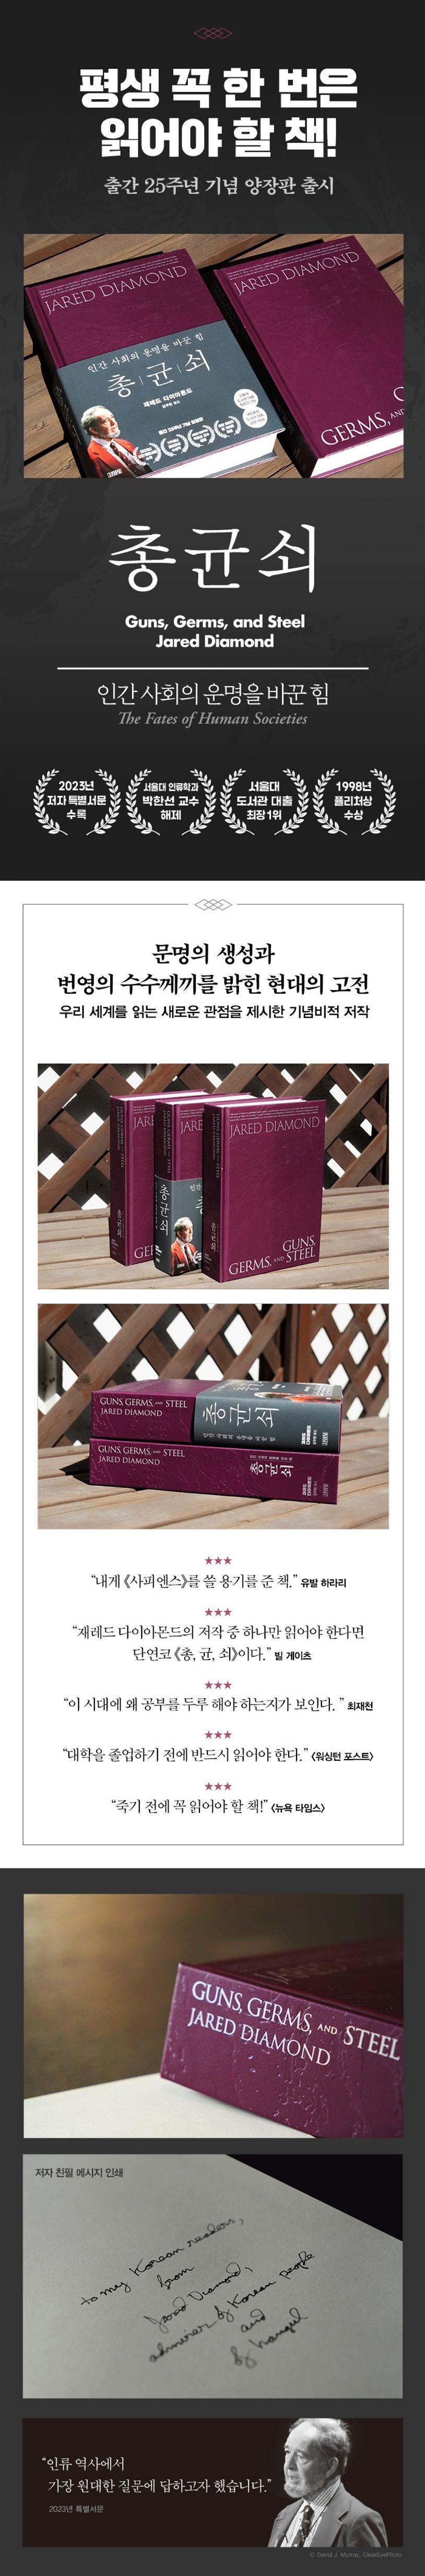 평생 꼭 한 번은
읽어야 할 책!
출간 25주년 기념 양장판 출시
JARED DIAMOND
인간 사회의 운명을 바꾼 힘
총 균 쇠
재레드 다이아몬드
JARED DIAMOND
GERMS, AND
총 균 쇠
Guns, Germs, and Steel
Jared Diamond
인간 사회의 운명을 바꾼 힘
The Fates of Human Societies
2023년
저자 특별서문
수록
서울대 인류학과
박한선 교수
해제
서울대
도서관 대출
최장 1위
1998년
퓰리처상
수상
문명의 생성과
번영의 수수께끼를 밝힌 현대의 고전
우리 세계를 읽는 새로운 관점을 제시한 기념비적 저작
JARED DIAMOND
총균쇠
GUNS,
GERMS, AND STEEL
GUNS, GERMS, AND STEEL
JARED DIAMOND
총균쇠
인간 사회의 운명을 바꾼 힘
GUNS, GERMS, AND STEEL
JARED DIAMOND
총균쇠
★★★
“내게 《사피엔스》를 쓸 용기를 준 책.” 유발 하라리
★★★
“재레드 다이아몬드의 저작 중 하나만 읽어야 한다면
단연코 《총, 균, 쇠》이다.” 빌 게이츠
★★★
“이 시대에 왜 공부를 두루 해야 하는지가 보인다. ” 최재천
★★★
“대학을 졸업하기 전에 반드시 읽어야 한다.” 〈워싱턴 포스트〉
★★★
“죽기 전에 꼭 읽어야 할 책!” 〈뉴욕 타임스〉
GUNS, GERMS, AND STEEL
JARED DIAMOND
저자 친필 메시지 인쇄
to my Korean readers,
from
Jared Diamond,
admirer of Korean people
and
of hangul
“인류 역사에서
가장 원대한 질문에 답하고자 했습니다.”
2023년 특별서문
© David J. Murray, ClearEyePhoto